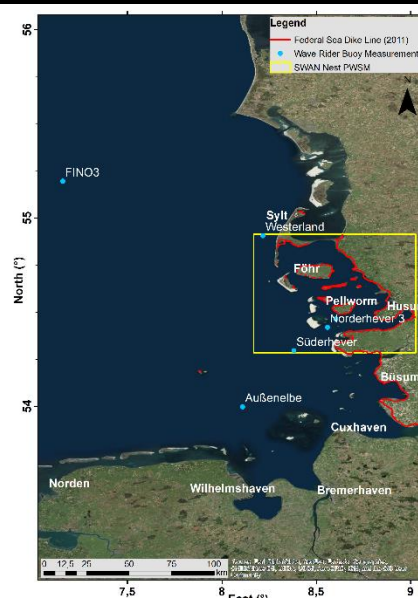 56
Legend
Federal Sea Dike Line (2011)
Wave Rider Buoy Measurement
SWAN Nest PWSM
N
FINO3
55
Sylt
Westerland
Föhr
Pellworm
Husum
Norderhever 3
Süderhever
Büsum
North (°)
54
Außenelbe
Cuxhaven
Norden
Wilhelmshaven
Bremerhaven
0 12,5 25 50 75 100
km
7,5 8 8,5 9
East (°)